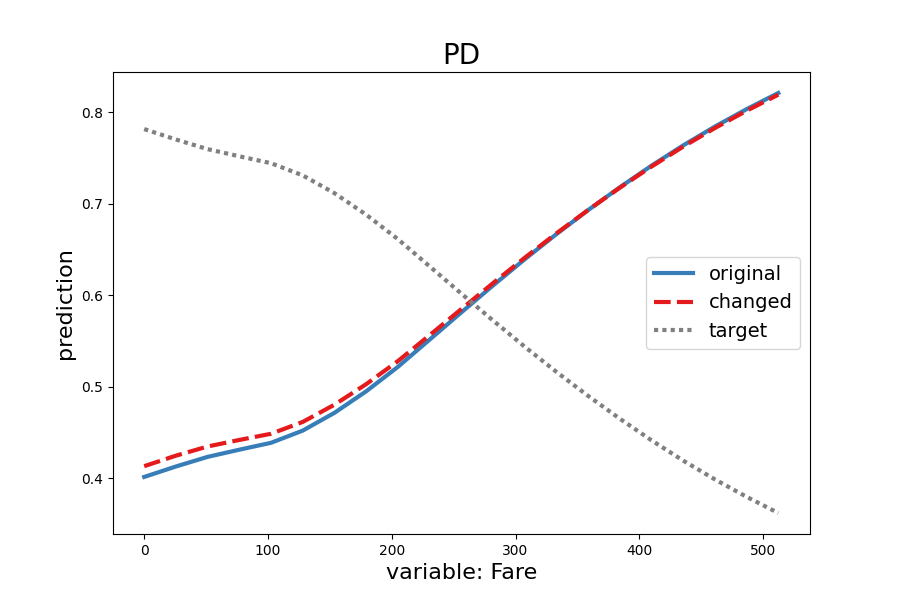 PD
prediction
0.8
0.7
0.6
0.5
0.4
original
changed
target
0 100 200 300 400 500
variable: Fare